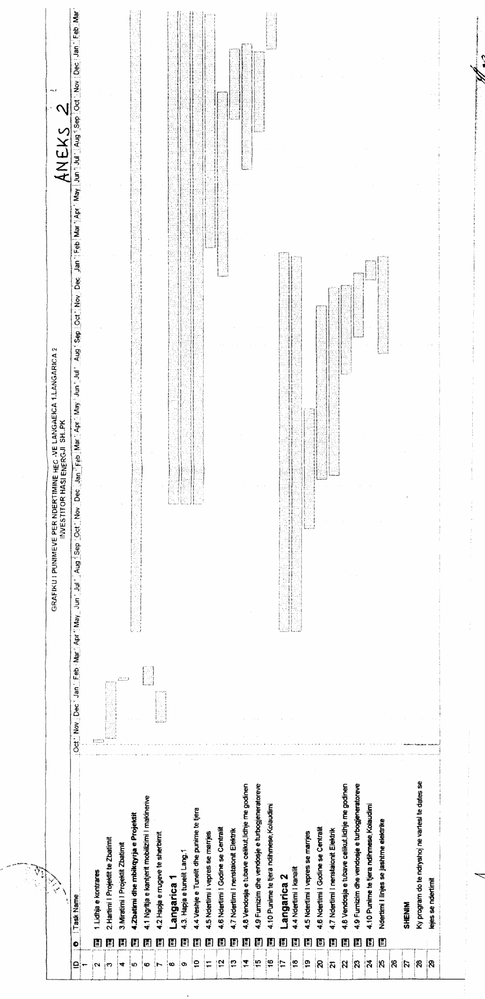 ANEKS 2
GRAFIKU I PUNIMEVE PER NDERTIMINE HEC -VE LANGAEICA 1.LANGARICA 2
INVESTITOR HASI ENERGJI SH..PK
ID Task Name Oct Nov Dec Jan Feb Mar Apr May Jun Jul Aug Sep Oct Nov Dec Jan Feb Mar Apr May Jun Jul Aug Sep Oct Nov Dec Jan Feb Mar Apr May Jun Jul Aug Sep Oct Nov Dec Jan Feb Mar
1
2 1.Lidhja e kontrares
3 2.Hartimi I Projektit te Zbatimit
4 3.Miratimi I Projektit Zbatimit
5 4.Zbatimi dhe mbikqyrja e Projektit
6 4.1 Ngritja e kamjerit mobilizimi I makinerive
7 4.2 Hapja e rrugeve te sherbimit
8 Langarica 1
9 4.3. Hapja e tunelit Lang.1
10 4.4 Veshje e Tunelit dhe punime te tjera
11 4.5 Ndertimi I vepres se marrjes
12 4.6 Ndertimi I Godine se Centralit
13 4.7 Ndertimi I nenstaionit Elektrik
14 4.8 Vendosja e tubave celikut,lidhje me godinen
15 4.9 Furnizim dhe vendosje e turbogjeneratoreve
16 4.10 Punime te tjera ndihmese,Kolaudimi
17 Langarica 2
18 4.4 Ndertimi I kanalit
19 4.5 Ndertimi I vepres se marrjes
20 4.6 Ndertimi I Godine se Centralit
21 4.7 Ndertimi I nenstaionit Elektrik
22 4.8 Vendosja e tubave celikut,lidhje me godinen
23 4.9 Furnizim dhe vendosje e turbogjeneratoreve
24 4.10 Punime te tjera ndihmese,Kolaudimi
25 Ndertimi I linjes se jashtme elektrike
26
27 SHENIM
28 Ky program do te ndryshoj ne vartesi te dates se
29 lejes se ndertimit